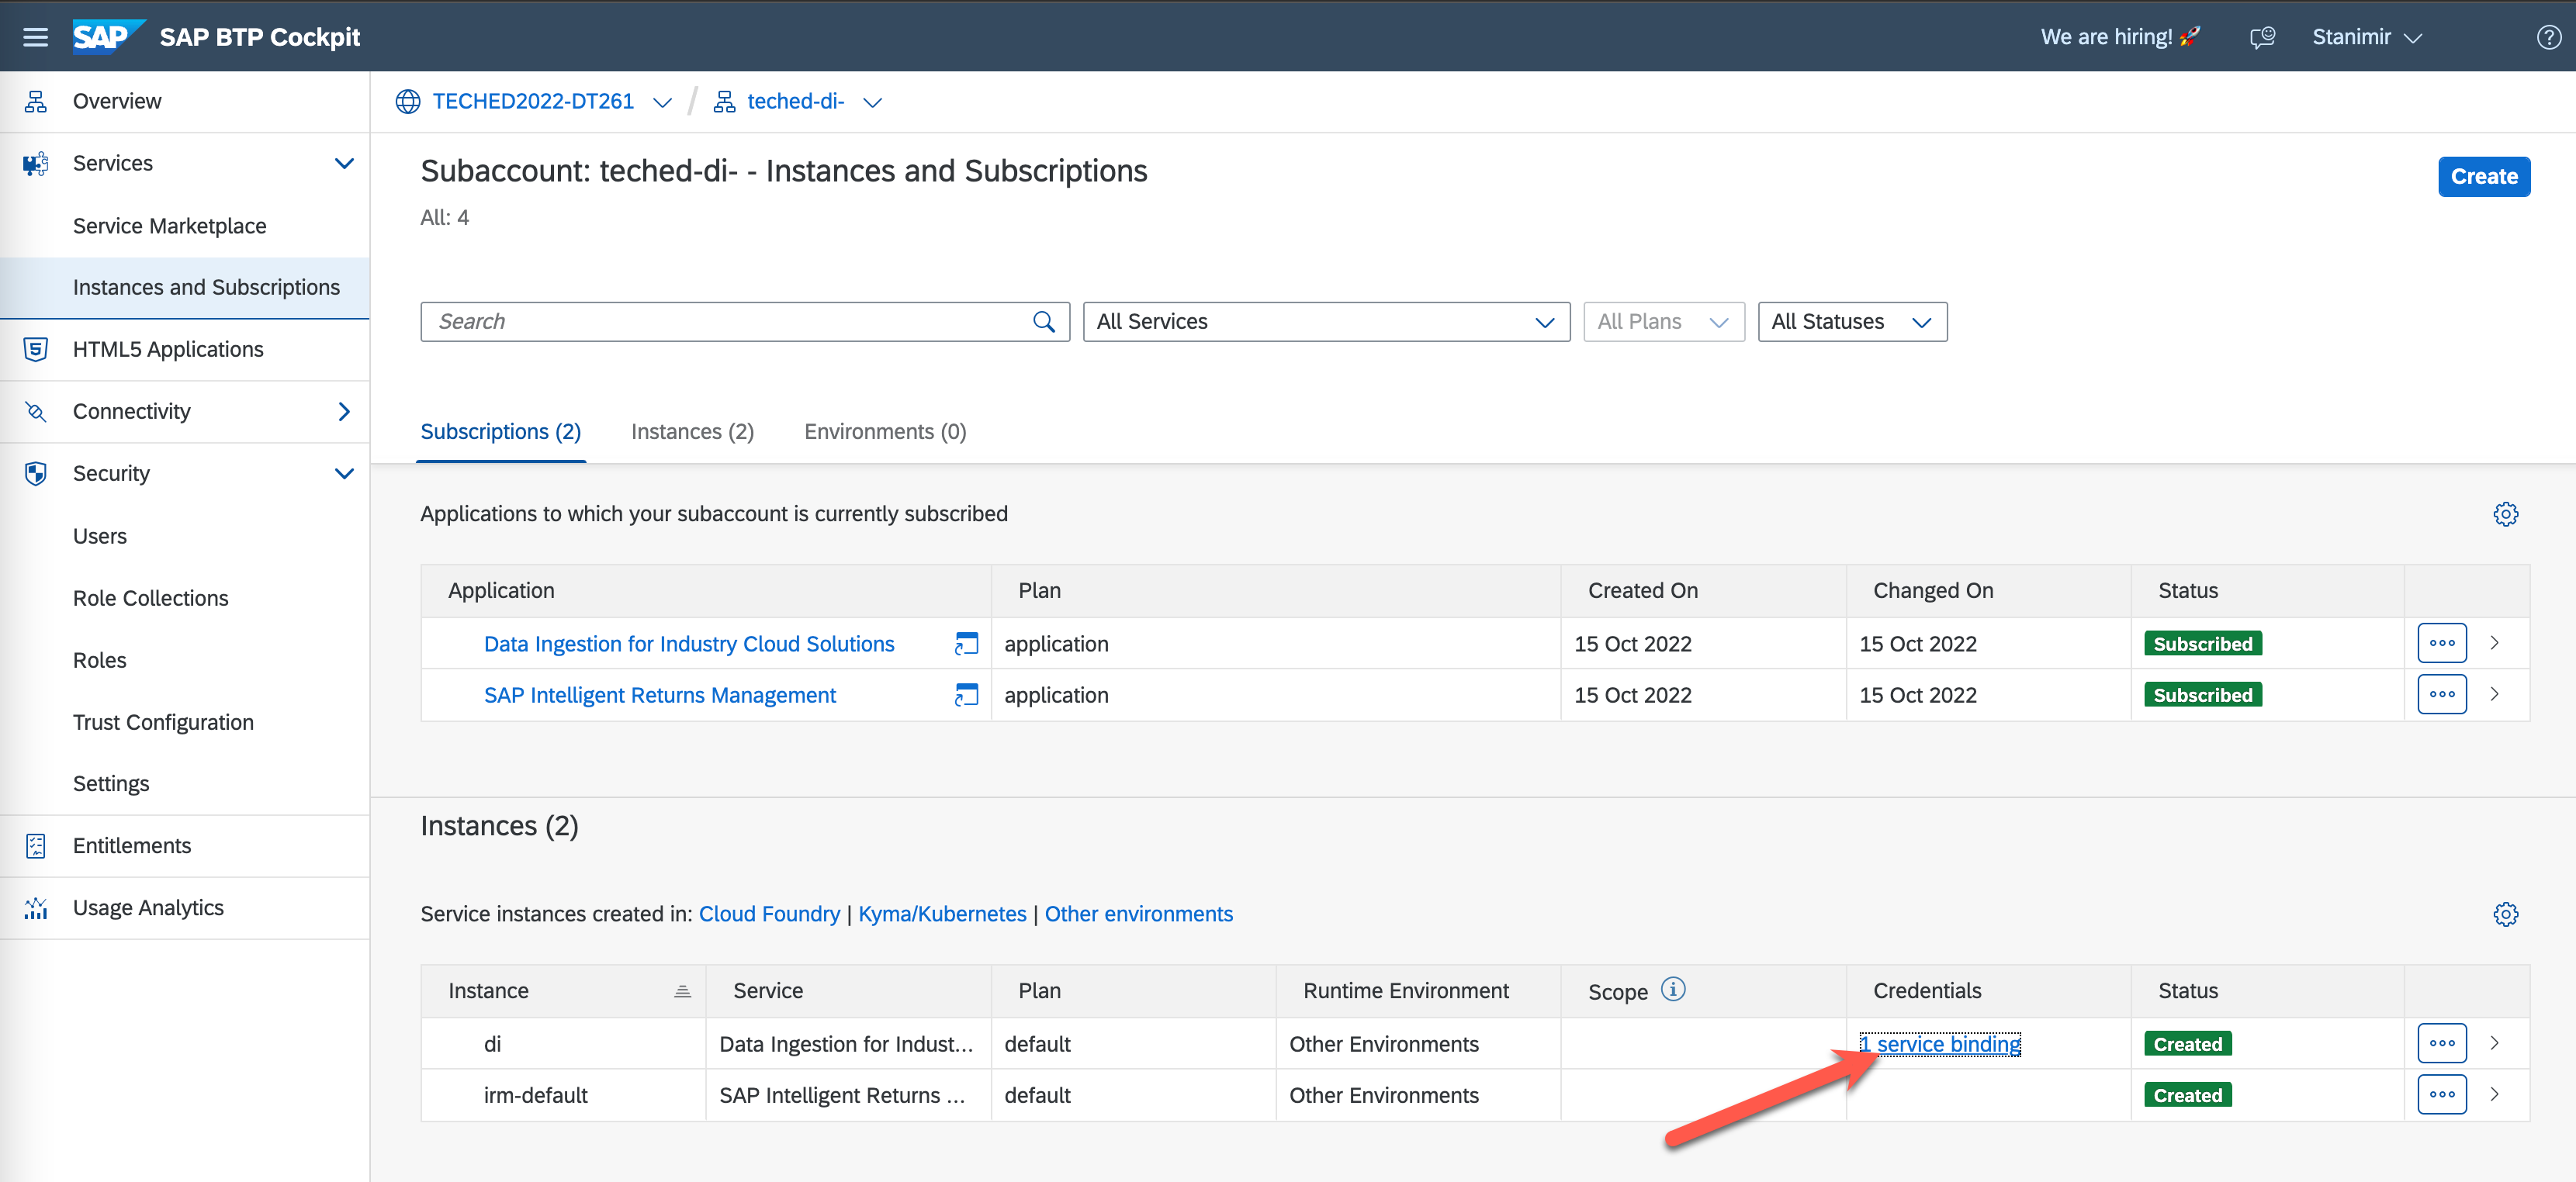 SAP SAP BTP Cockpit We are hiring! 🚀 Stanimir
Overview
Services
Service Marketplace
Instances and Subscriptions
HTML5 Applications
Connectivity
Security
Users
Role Collections
Roles
Trust Configuration
Settings
Entitlements
Usage Analytics
TECHED2022-DT261 / teched-di-
Subaccount: teched-di- - Instances and Subscriptions
Create
All: 4
Search All Services All Plans All Statuses
Subscriptions (2) Instances (2) Environments (0)
Applications to which your subaccount is currently subscribed
Application Plan Created On Changed On Status
Data Ingestion for Industry Cloud Solutions application 15 Oct 2022 15 Oct 2022 Subscribed
SAP Intelligent Returns Management application 15 Oct 2022 15 Oct 2022 Subscribed
Instances (2)
Service instances created in: Cloud Foundry | Kyma/Kubernetes | Other environments
Instance Service Plan Runtime Environment Scope Credentials Status
di Data Ingestion for Indust... default Other Environments 1 service binding Created
irm-default SAP Intelligent Returns ... default Other Environments Created